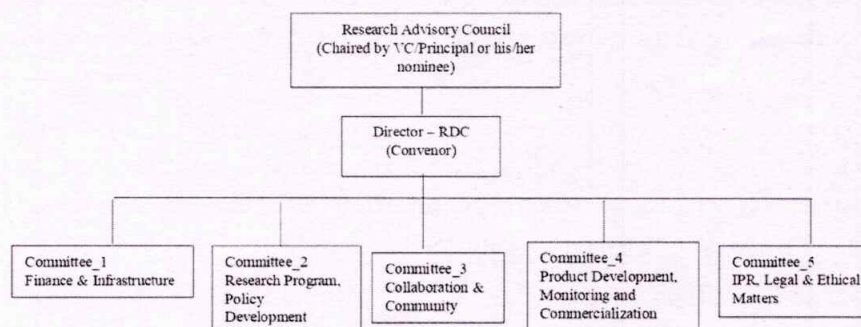 Research Advisory Council
(Chaired by VC/Principal or his/her
nominee)
Director – RDC
(Convenor)
Committee_1
Finance & Infrastructure
Committee_2
Research Program,
Policy
Development
Committee_3
Collaboration &
Community
Committee_4
Product Development,
Monitoring and
Commercialization
Committee_5
IPR, Legal & Ethical
Matters